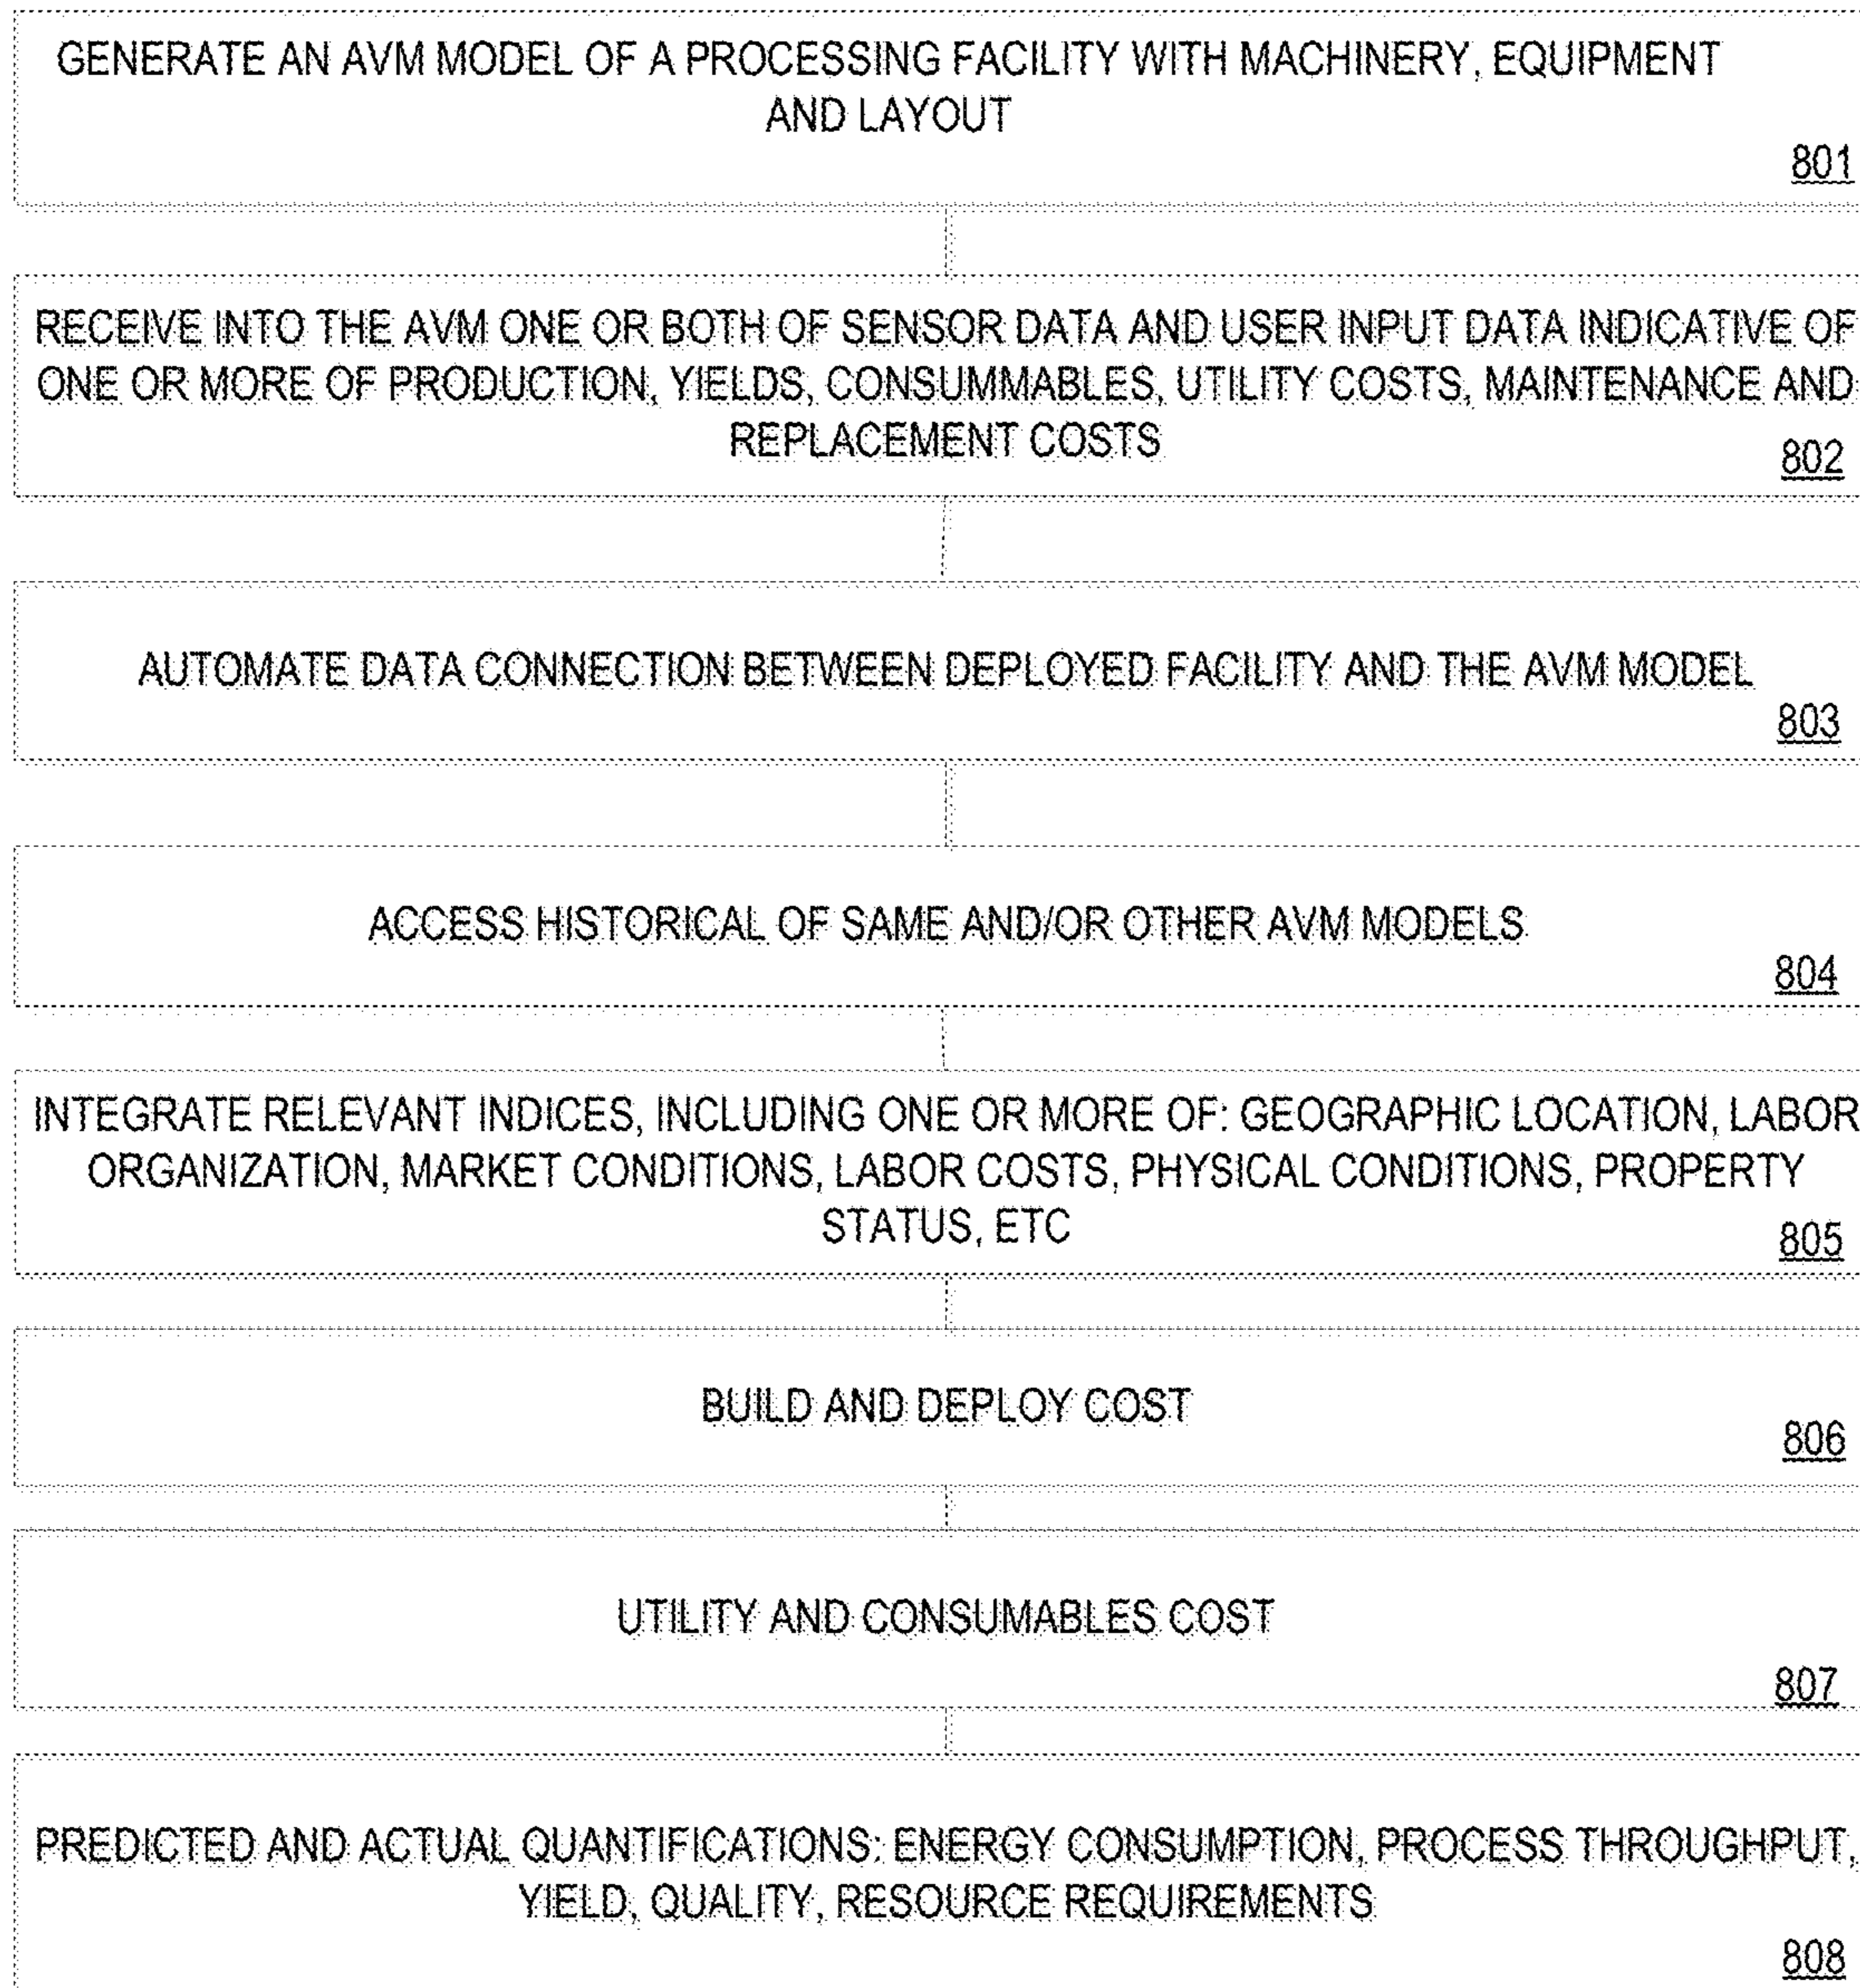 GENERATE AN AVM MODEL OF A PROCESSING FACILITY WITH MACHINERY, EQUIPMENT
AND LAYOUT
801
RECEIVE INTO THE AVM ONE OR BOTH OF SENSOR DATA AND USER INPUT DATA INDICATIVE OF
ONE OR MORE OF PRODUCTION, YIELDS, CONSUMMABLES, UTILITY COSTS, MAINTENANCE AND
REPLACEMENT COSTS
802
AUTOMATE DATA CONNECTION BETWEEN DEPLOYED FACILITY AND THE AVM MODEL
803
ACCESS HISTORICAL OF SAME AND/OR OTHER AVM MODELS
804
INTEGRATE RELEVANT INDICES, INCLUDING ONE OR MORE OF: GEOGRAPHIC LOCATION, LABOR
ORGANIZATION, MARKET CONDITIONS, LABOR COSTS, PHYSICAL CONDITIONS, PROPERTY
STATUS, ETC
805
BUILD AND DEPLOY COST
806
UTILITY AND CONSUMABLES COST
807
PREDICTED AND ACTUAL QUANTIFICATIONS: ENERGY CONSUMPTION, PROCESS THROUGHPUT,
YIELD, QUALITY, RESOURCE REQUIREMENTS
808